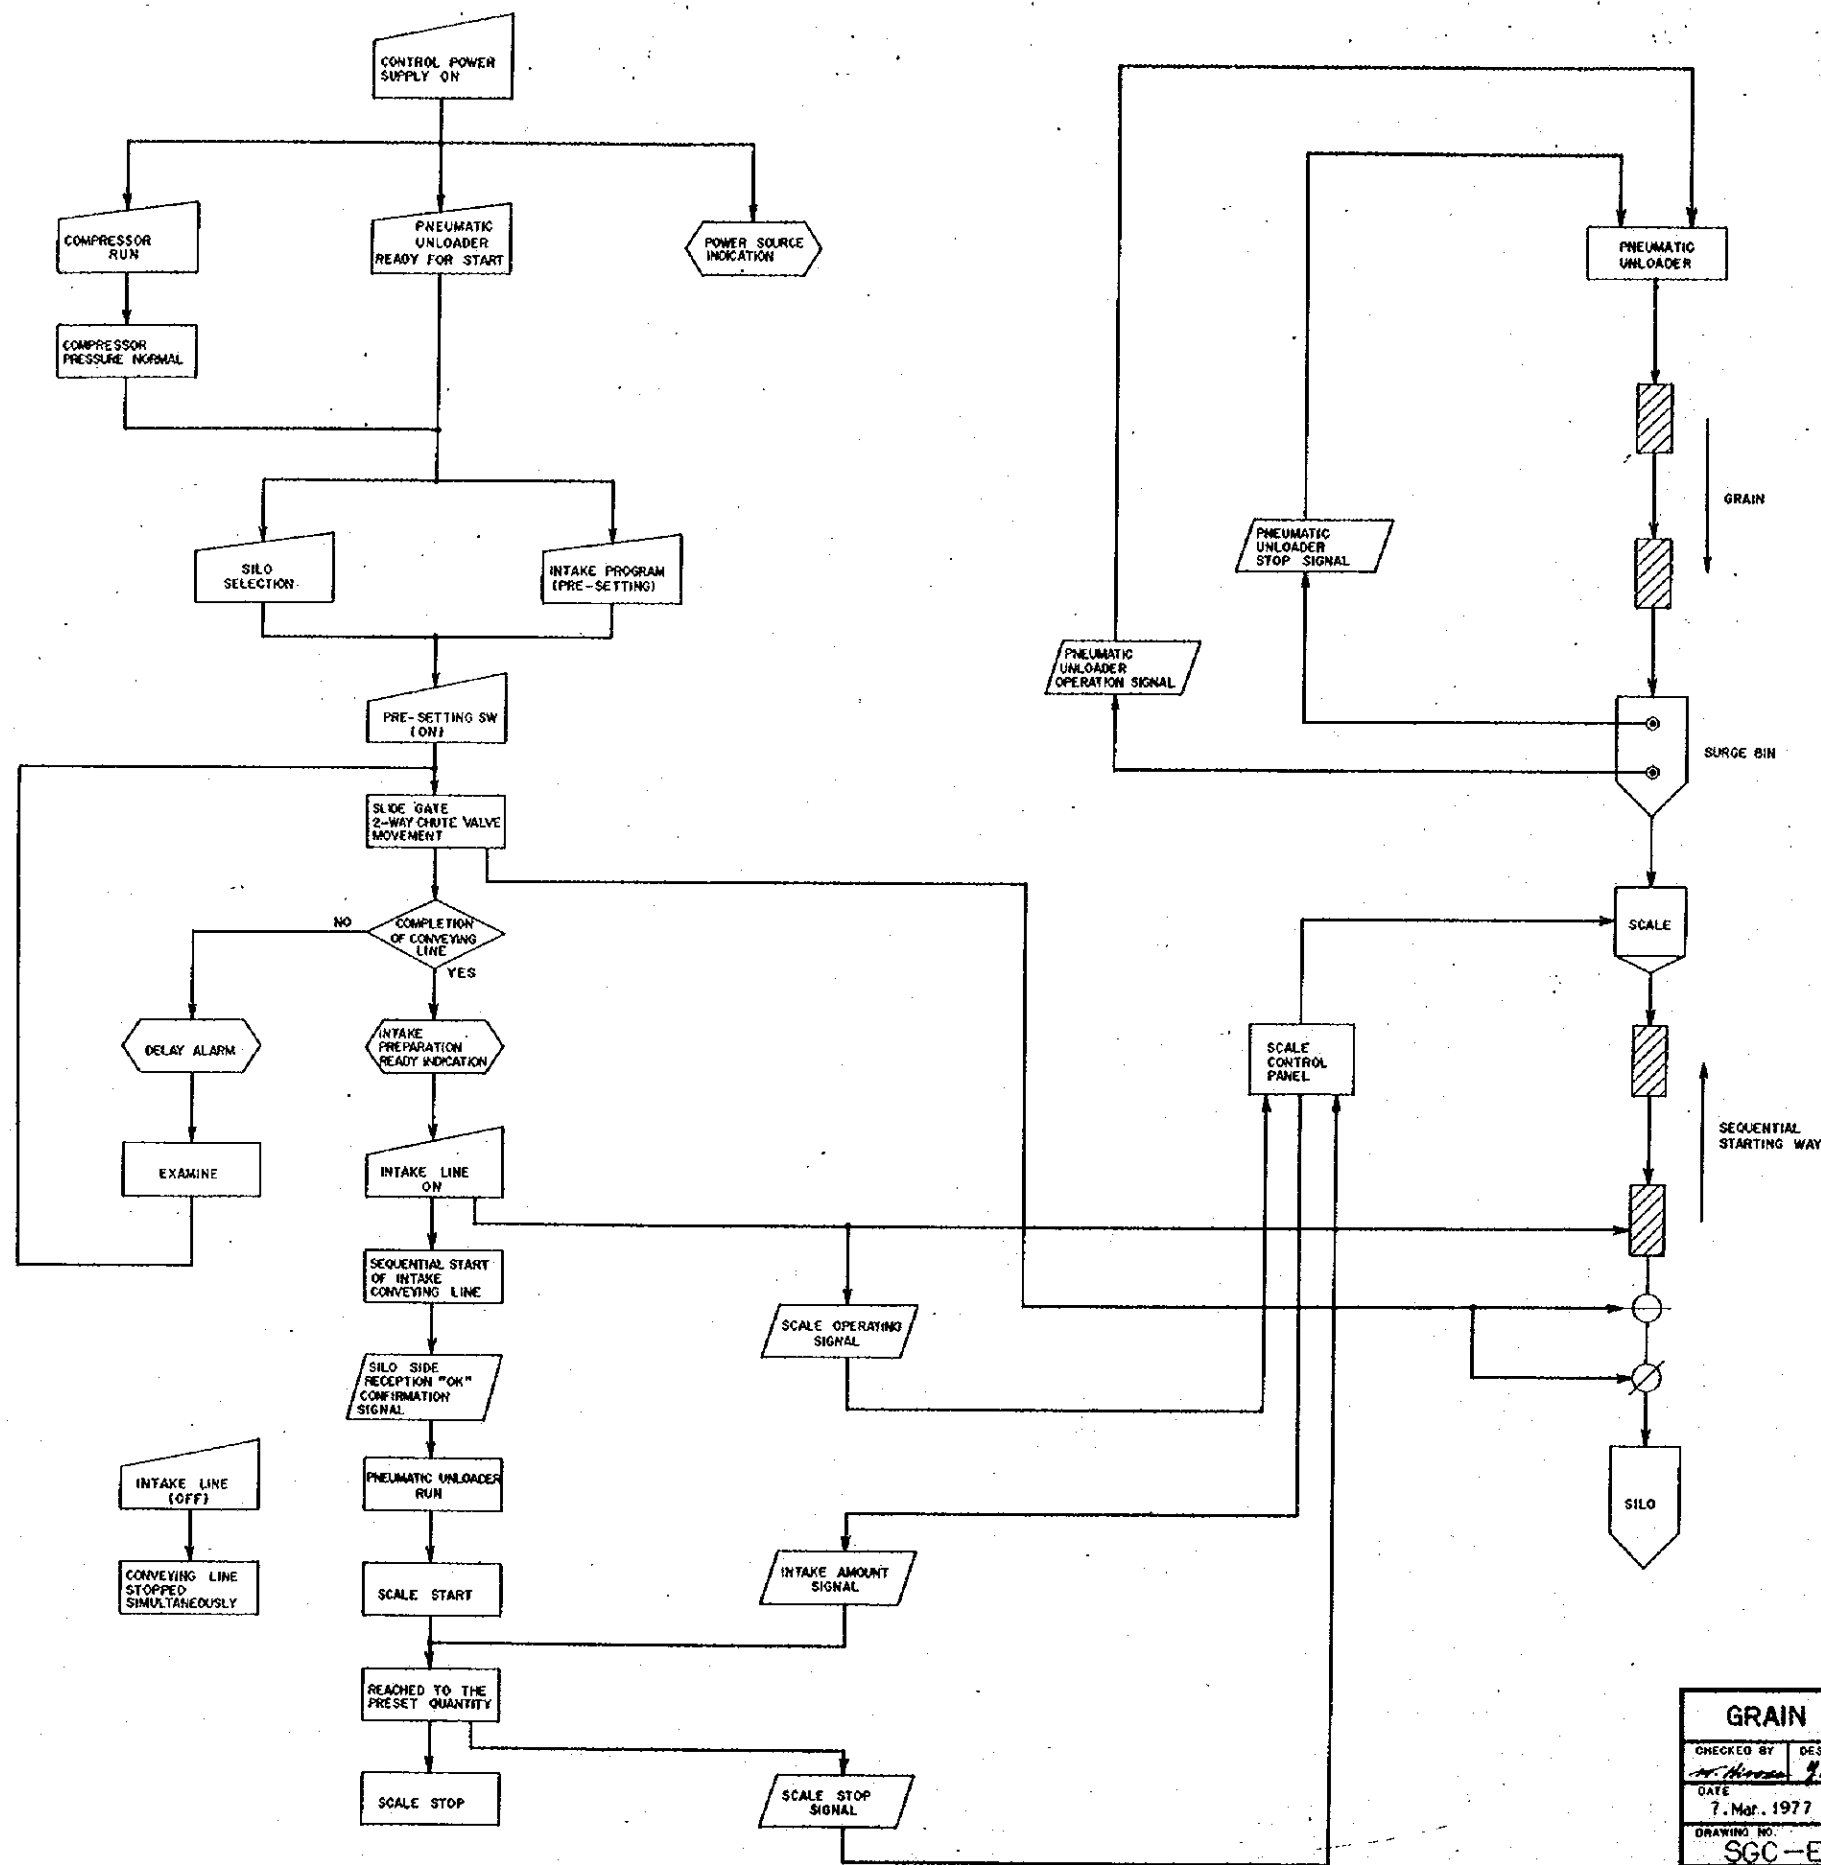 CONTROL POWER
SUPPLY ON
COMPRESSOR
RUN
PNEUMATIC
UNLOADER
READY FOR START
POWER SOURCE
INDICATION
COMPRESSOR
PRESSURE NORMAL
SILO
SELECTION
INTAKE PROGRAM
(PRE-SETTING)
PRE-SETTING SW
(ON)
SLIDE GATE
2-WAY CHUTE VALVE
MOVEMENT
COMPLETION
OF CONVEYING
LINE
NO
YES
DELAY ALARM
INTAKE
PREPARATION
READY INDICATION
EXAMINE
INTAKE LINE
ON
SEQUENTIAL START
OF INTAKE
CONVEYING LINE
SCALE OPERATING
SIGNAL
SILO SIDE
RECEPTION "OK"
CONFIRMATION
SIGNAL
INTAKE LINE
(OFF)
PNEUMATIC UNLOADER
RUN
CONVEYING LINE
STOPPED
SIMULTANEOUSLY
SCALE START
INTAKE AMOUNT
SIGNAL
REACHED TO THE
PRESET QUANTITY
SCALE STOP
SCALE STOP
SIGNAL
PNEUMATIC
UNLOADER
GRAIN
PNEUMATIC
UNLOADER
STOP SIGNAL
PNEUMATIC
UNLOADER
OPERATION SIGNAL
SURGE BIN
SCALE
SCALE
CONTROL
PANEL
SEQUENTIAL
STARTING WAY
SILO
GRAIN
CHECKED BY
DES
DATE
7. Mar. 1977
DRAWING NO.
SGC-E